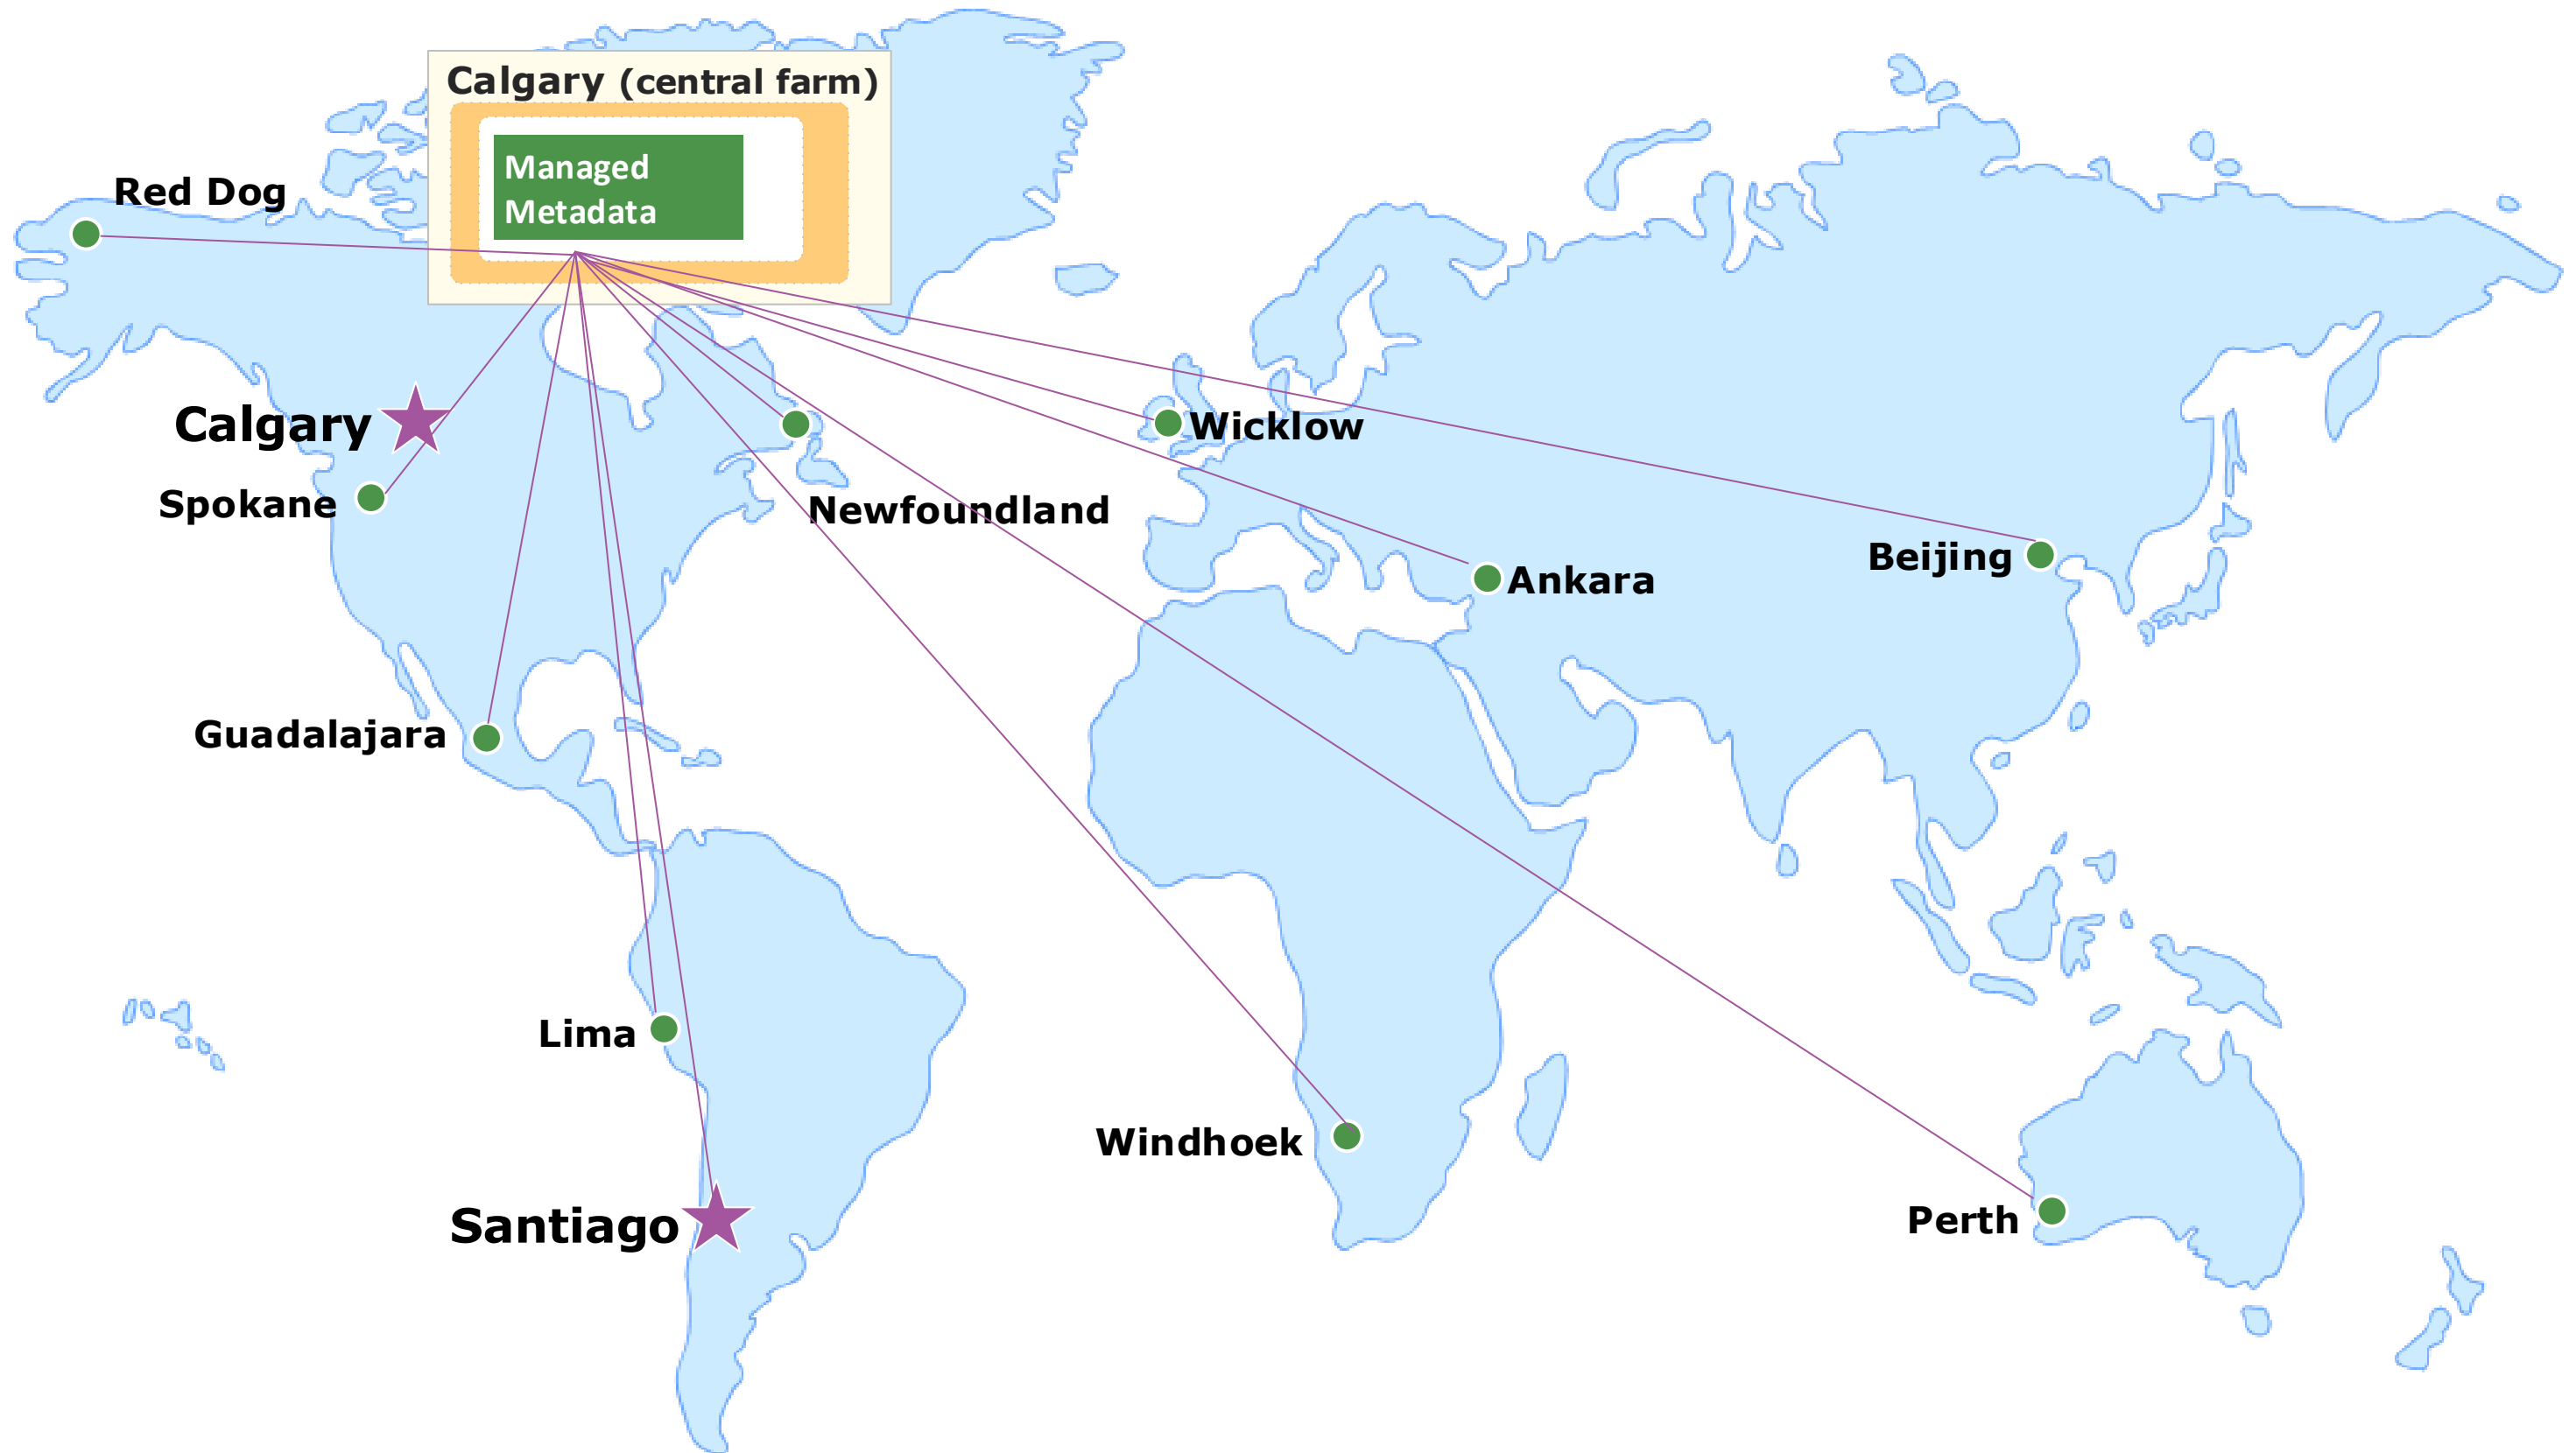 Calgary (central farm)
Managed
Metadata
Red Dog
Calgary
Wicklow
Spokane
Newfoundland
Beijing
Ankara
Guadalajara
Lima
Windhoek
Perth
Santiago